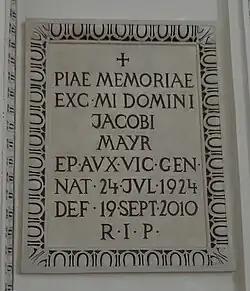 ✝
PIAE MEMORIAE
EXC·MI DOMINI
JACOBI
MAYR
EP·AVX·VIC·GEN·
NAT·24·JVL·1924
DEF·19·SEPT·2010
R·I·P·